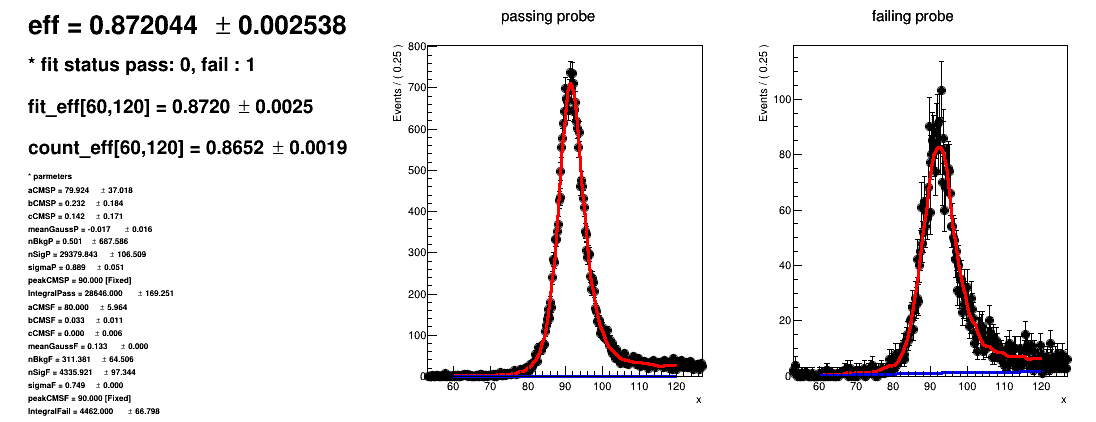 eff = 0.872044 ± 0.002538
* fit status pass: 0, fail : 1
fit_eff[60,120] = 0.8720 ± 0.0025
count_eff[60,120] = 0.8652 ± 0.0019
* parmeters
aCMSP = 79.924 ± 37.018
bCMSP = 0.232 ± 0.184
cCMSP = 0.142 ± 0.171
meanGaussP = -0.017 ± 0.016
nBkgP = 0.501 ± 687.586
nSigP = 29379.843 ± 106.509
sigmaP = 0.889 ± 0.051
peakCMSP = 90.000 [Fixed]
IntegralPass = 28646.000 ± 169.251
aCMSF = 80.000 ± 5.964
bCMSF = 0.033 ± 0.011
cCMSF = 0.000 ± 0.006
meanGaussF = 0.133 ± 0.000
nBkgF = 311.381 ± 64.506
nSigF = 4335.921 ± 97.344
sigmaF = 0.749 ± 0.000
peakCMSF = 90.000 [Fixed]
IntegralFail = 4462.000 ± 66.798
passing probe
Events / ( 0.25 )
800
700
600
500
400
300
200
100
0
60 70 80 90 100 110 120
x
failing probe
Events / ( 0.25 )
100
80
60
40
20
0
60 70 80 90 100 110 120
x